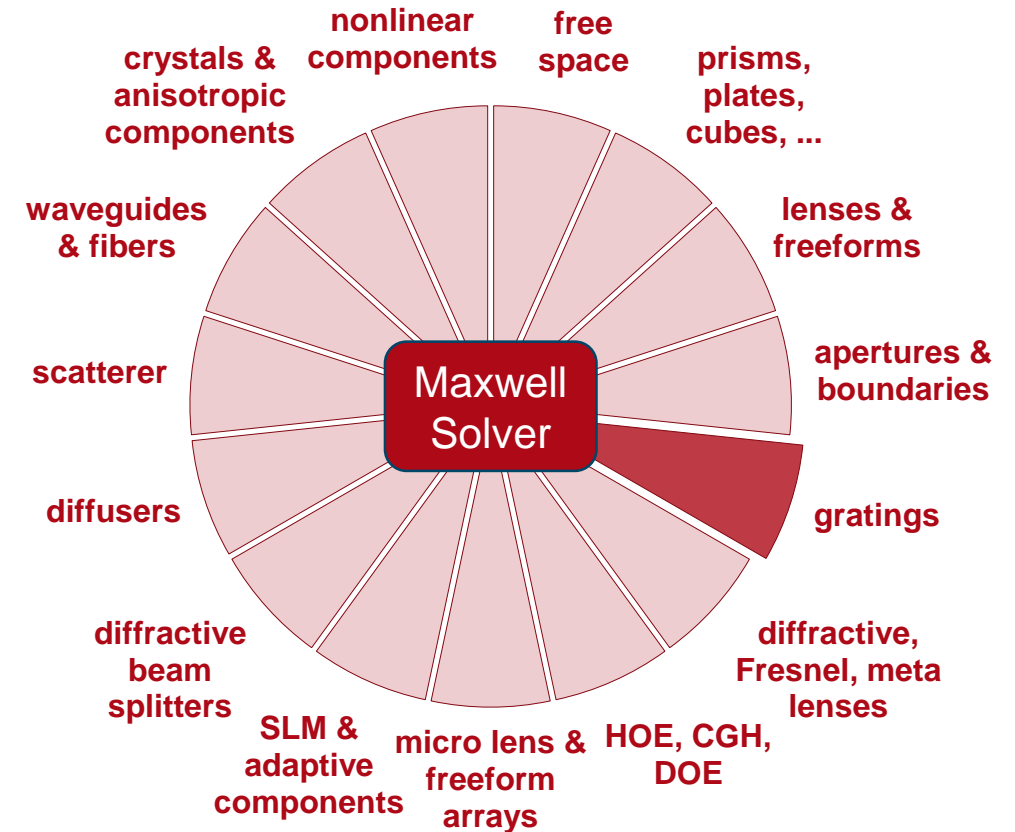 nonlinear
components
free
space
prisms,
plates,
cubes, ...
lenses &
freeforms
apertures &
boundaries
gratings
diffractive,
Fresnel, meta
lenses
HOE, CGH,
DOE
micro lens &
freeform
arrays
SLM &
adaptive
components
diffractive
beam
splitters
diffusers
scatterer
waveguides
& fibers
crystals &
anisotropic
components
Maxwell
Solver